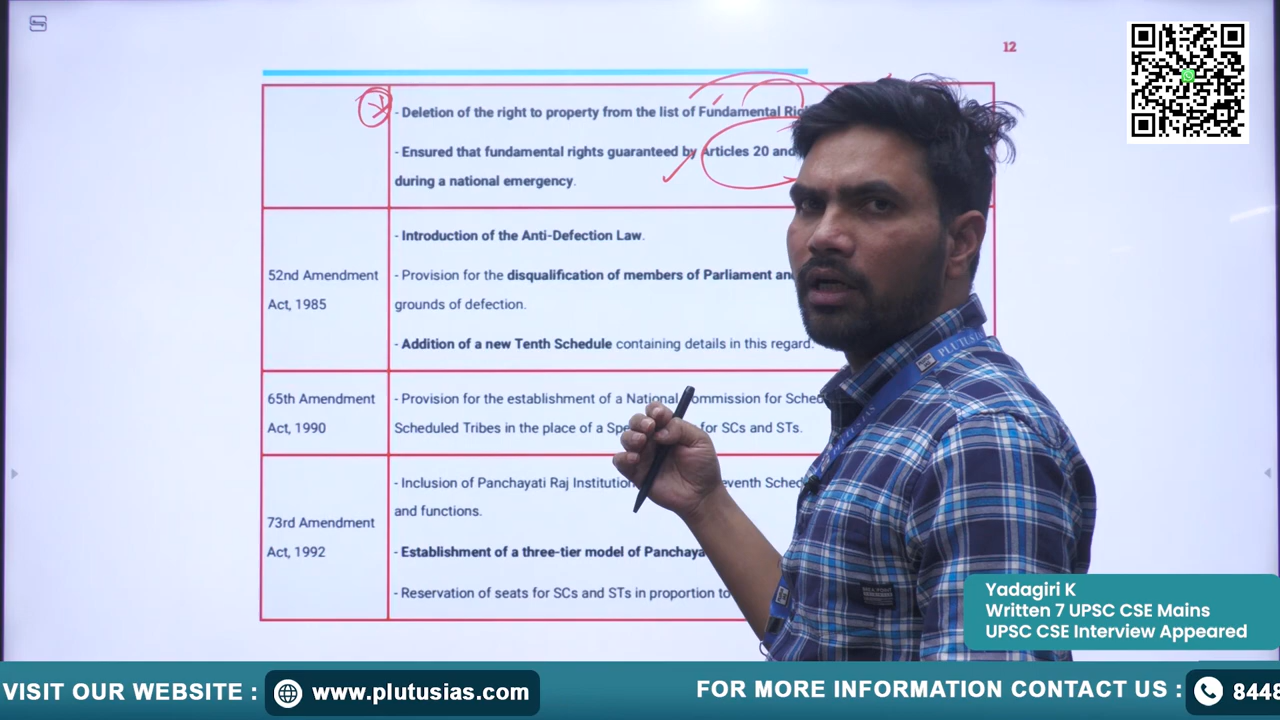 12
- Deletion of the right to property from the list of Fundamental
- Ensured that fundamental rights guaranteed by Articles 20 and
during a national emergency.
- Introduction of the Anti-Defection Law.
52nd Amendment
Act, 1985
- Provision for the disqualification of members of Parliament
grounds of defection.
- Addition of a new Tenth Schedule containing details in this regard.
65th Amendment
Act, 1990
- Provision for the establishment of a National Commission for
Scheduled Tribes in the place of a for SCs and STs.
73rd Amendment
Act, 1992
- Inclusion of Panchayati Raj
and functions.
- Establishment of a three-tier model of
- Reservation of seats for SCs and STs in proportion to
PLUTUS IAS
Yadagiri K
Written 7 UPSC CSE Mains
UPSC CSE Interview Appeared
VISIT OUR WEBSITE : www.plutusias.com
FOR MORE INFORMATION CONTACT US : 8448